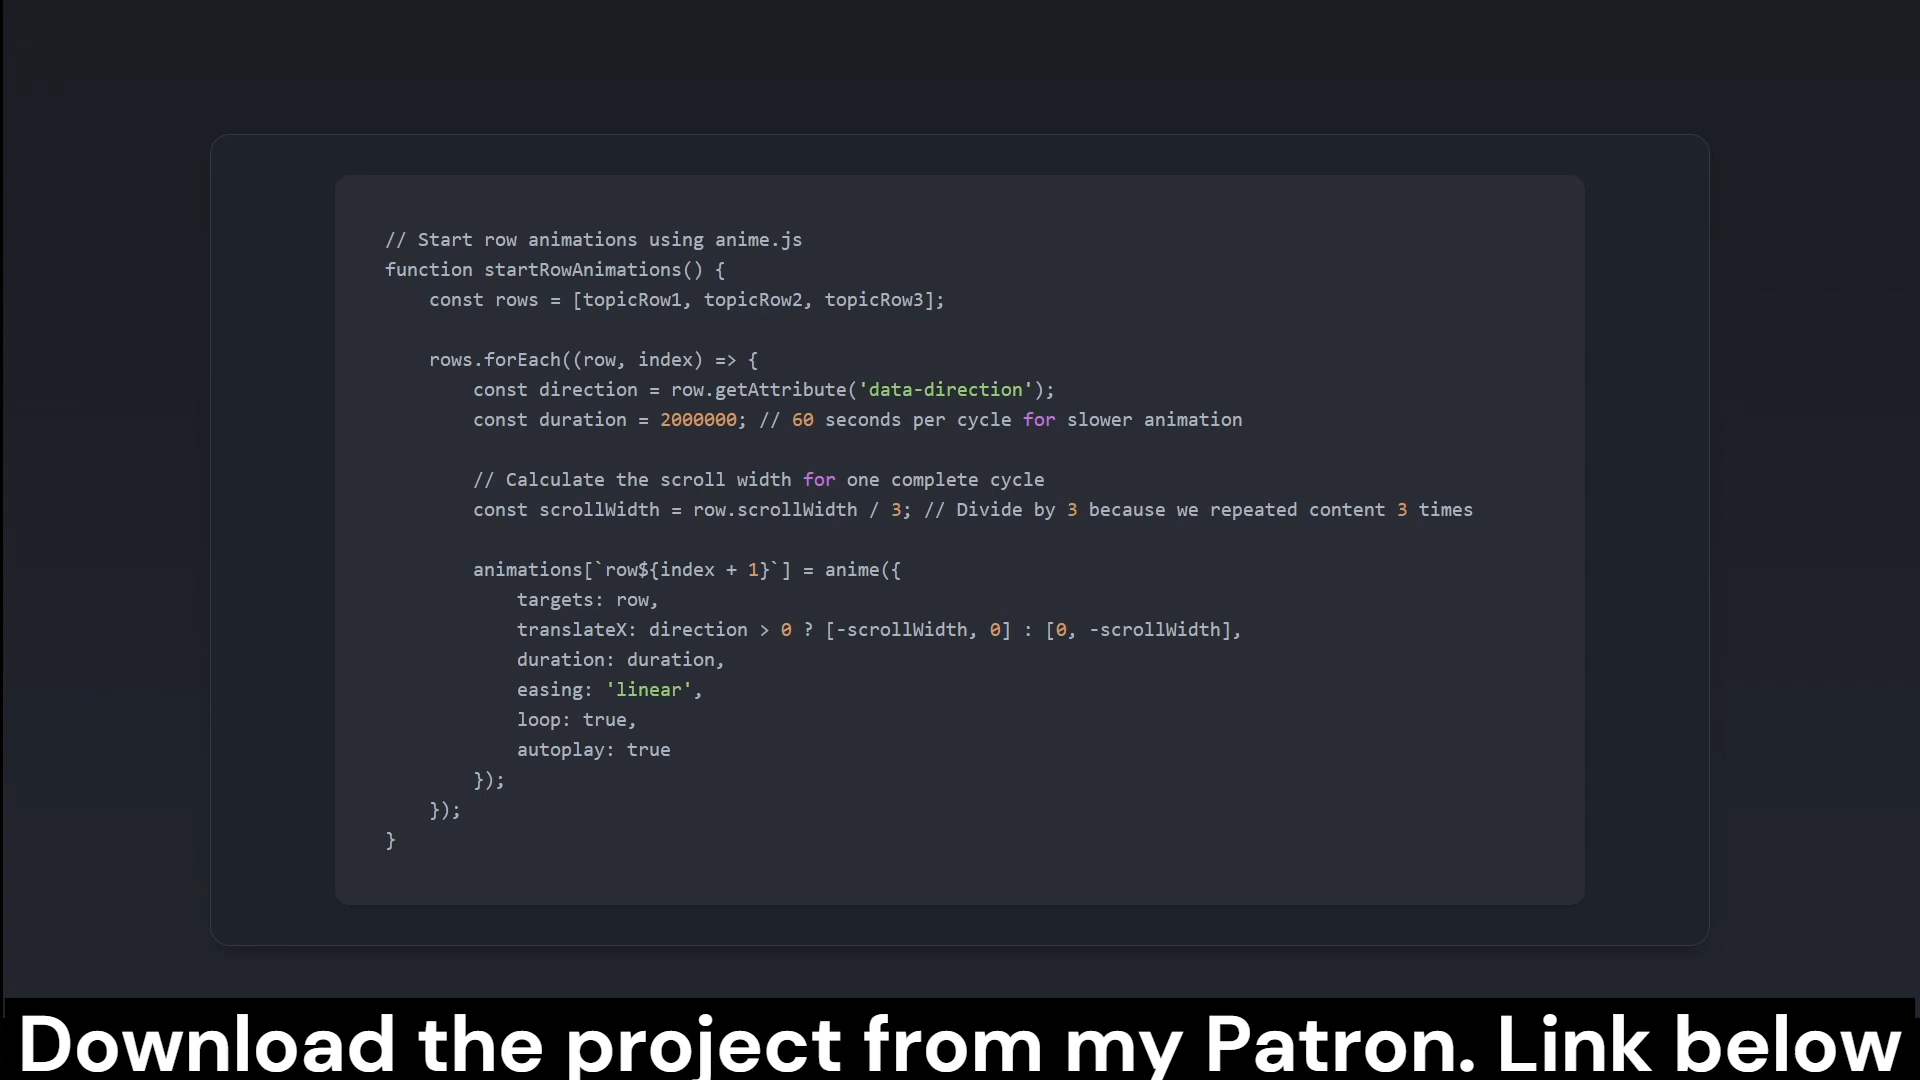 // Start row animations using anime.js
function startRowAnimations() {
    const rows = [topicRow1, topicRow2, topicRow3];
    rows.forEach((row, index) => {
        const direction = row.getAttribute('data-direction');
        const duration = 2000000; // 60 seconds per cycle for slower animation
        // Calculate the scroll width for one complete cycle
        const scrollWidth = row.scrollWidth / 3; // Divide by 3 because we repeated content 3 times
        animations[`row${index + 1}`] = anime({
            targets: row,
            translateX: direction > 0 ? [-scrollWidth, 0] : [0, -scrollWidth],
            duration: duration,
            easing: 'linear',
            loop: true,
            autoplay: true
        });
    });
}
Download the project from my Patron. Link below